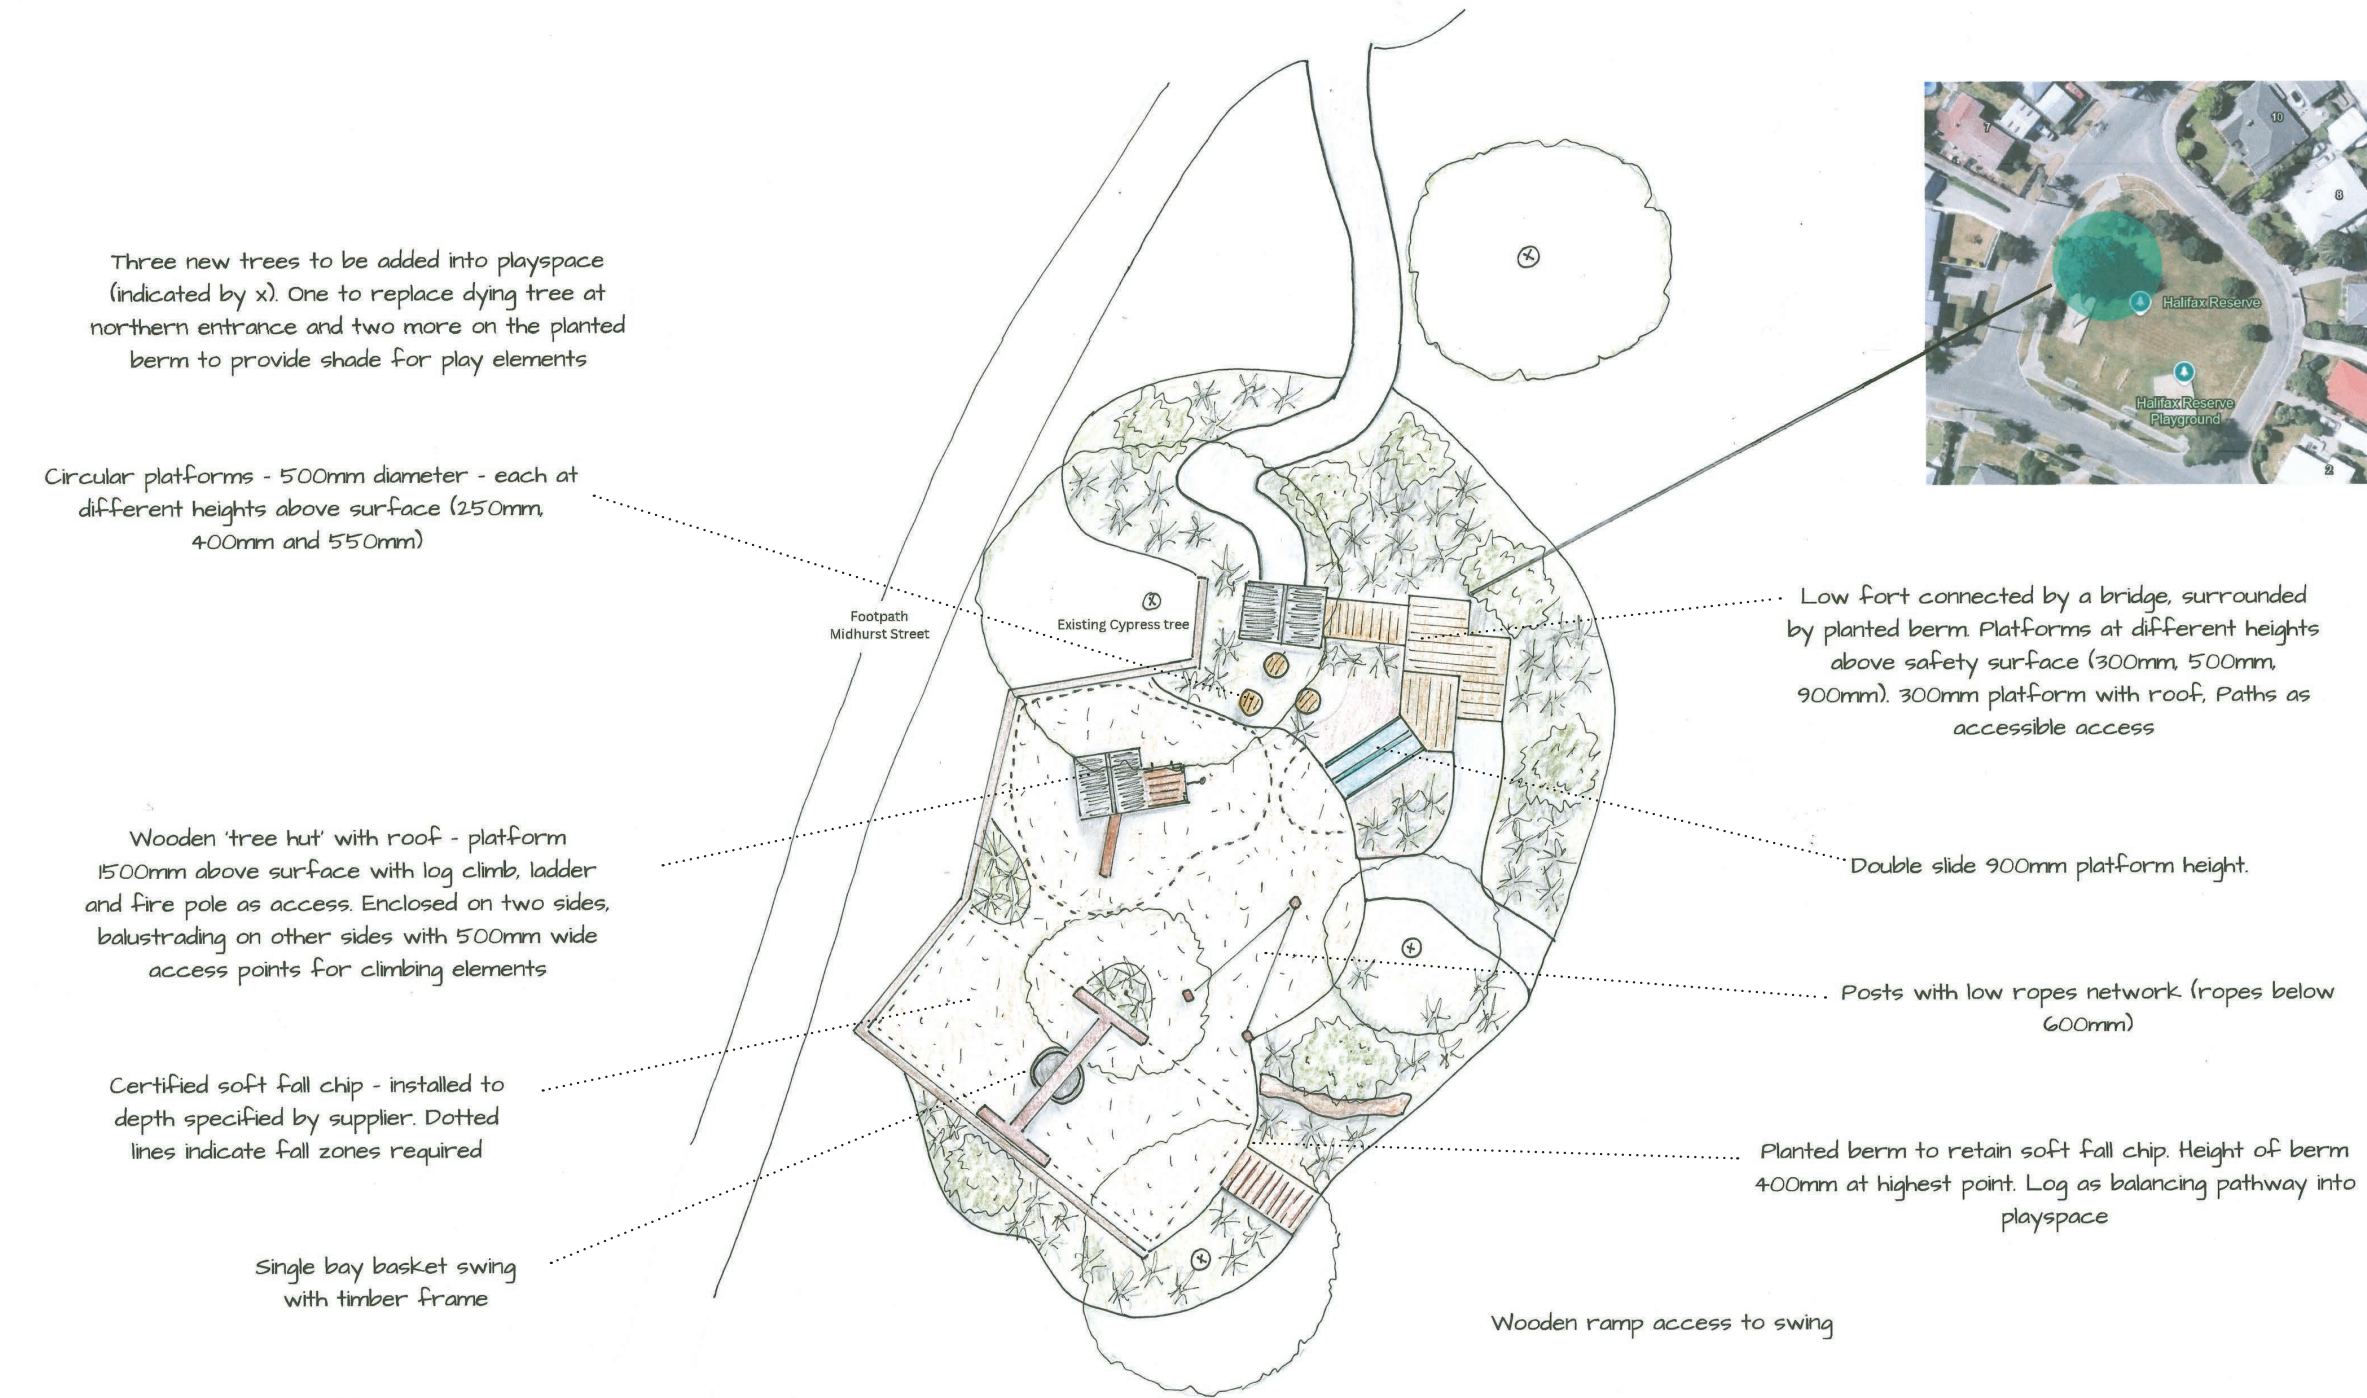 Three new trees to be added into playspace
(indicated by x). One to replace dying tree at
northern entrance and two more on the planted
berm to provide shade for play elements
Circular platforms - 500mm diameter - each at
different heights above surface (250mm,
400mm and 550mm)
Wooden 'tree hut' with roof - platform
1500mm above surface with log climb, ladder
and fire pole as access. Enclosed on two sides,
balustrading on other sides with 500mm wide
access points for climbing elements
Certified soft fall chip - installed to
depth specified by supplier. Dotted
lines indicate fall zones required
Single bay basket swing
with timber frame
Footpath
Midhurst Street
Existing Cypress tree
7
10
8
Halifax Reserve
Halifax Reserve
Playground
2
Low fort connected by a bridge, surrounded
by planted berm. Platforms at different heights
above safety surface (300mm, 500mm,
900mm). 300mm platform with roof, Paths as
accessible access
Double slide 900mm platform height.
Posts with low ropes network (ropes below
600mm)
Planted berm to retain soft fall chip. Height of berm
400mm at highest point. Log as balancing pathway into
playspace
Wooden ramp access to swing